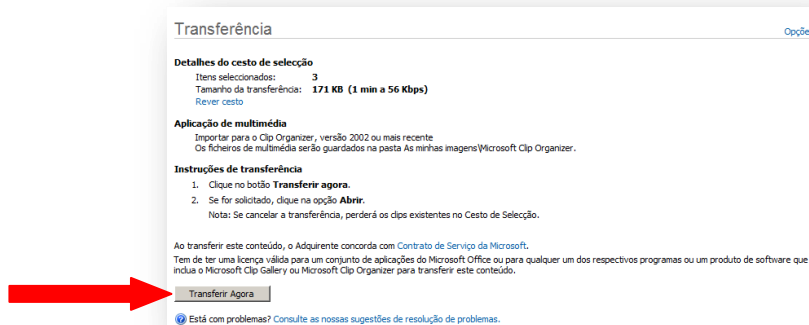 Transferência
Opçõe
Detalhes do cesto de selecção
Itens seleccionados: 3
Tamanho da transferência: 171 KB (1 min a 56 Kbps)
Rever cesto
Aplicação de multimédia
Importar para o Clip Organizer, versão 2002 ou mais recente
Os ficheiros de multimédia serão guardados na pasta As minhas imagens\Microsoft Clip Organizer.
Instruções de transferência
1. Clique no botão Transferir agora.
2. Se for solicitado, clique na opção Abrir.
Nota: Se cancelar a transferência, perderá os clips existentes no Cesto de Selecção.
Ao transferir este conteúdo, o Adquirente concorda com Contrato de Serviço da Microsoft.
Tem de ter uma licença válida para um conjunto de aplicações do Microsoft Office ou para qualquer um dos respectivos programas ou um produto de software que
inclua o Microsoft Clip Gallery ou Microsoft Clip Organizer para transferir este conteúdo.
Transferir Agora
Está com problemas? Consulte as nossas sugestões de resolução de problemas.